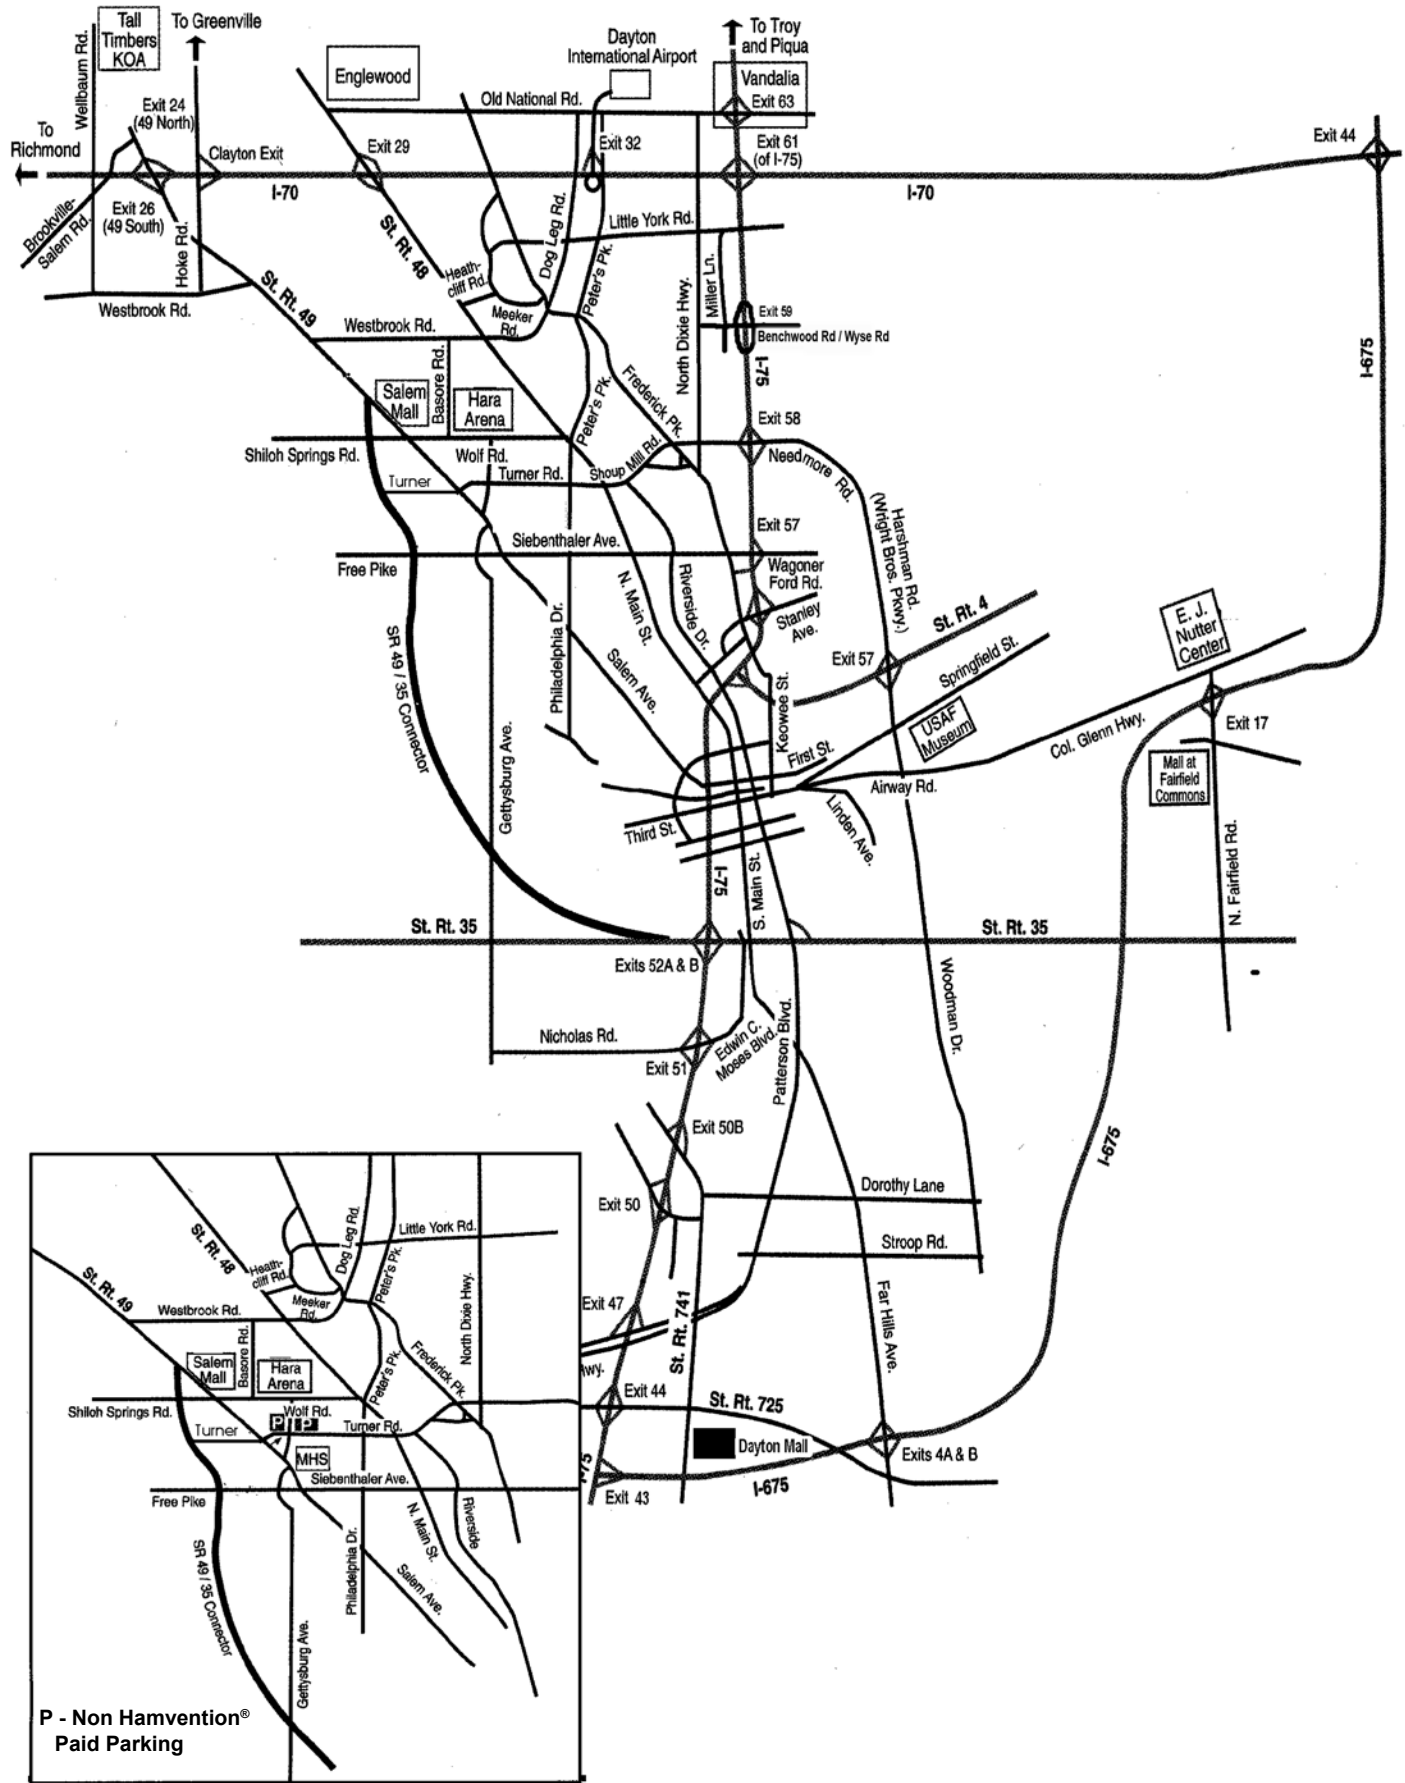 Tall
Timbers
KOA
To Greenville
Wellbaum Rd.
Englewood
Dayton
International Airport
To Troy
and Piqua
Vandalia
Exit 63
Old National Rd.
Exit 24
(49 North)
To
Richmond
Clayton Exit
Exit 29
Exit 32
Exit 61
(of I-75)
Exit 44
I-70
I-70
Exit 26
(49 South)
Brookville-
Salem Rd.
Hoke Rd.
St. Rt. 48
Dog Leg Rd.
Little York Rd.
Peter's Pk.
Heath-
cliff Rd.
Meeker
Rd.
Miller Ln.
North Dixie Hwy.
St. Rt. 49
Westbrook Rd.
Westbrook Rd.
Exit 59
Benchwood Rd / Wyse Rd
I-75
I-675
Basore Rd.
Salem
Mall
Hara
Arena
Peter's Pk.
Frederick Pk.
Exit 58
Shiloh Springs Rd.
Wolf Rd.
Turner
Turner Rd.
Shoup Mill Rd.
Needmore Rd.
Harshman Rd.
(Wright Bros. Pkwy.)
Exit 57
Siebenthaler Ave.
Free Pike
Wagoner
Ford Rd.
Stanley
Ave.
N. Main St.
Riverside Dr.
Philadelphia Dr.
SR 49 / 35 Connector
Salem Ave.
St. Rt. 4
Exit 57
Springfield St.
E. J.
Nutter
Center
Keowee St.
USAF
Museum
Col. Glenn Hwy.
Exit 17
Gettysburg Ave.
First St.
Airway Rd.
Mall at
Fairfield
Commons
Third St.
Linden Ave.
I-75
S. Main St.
N. Fairfield Rd.
St. Rt. 35
St. Rt. 35
Exits 52A & B
Woodman Dr.
Nicholas Rd.
Edwin C.
Moses Blvd.
Patterson Blvd.
Exit 51
Exit 50B
I-675
Exit 50
Dorothy Lane
Stroop Rd.
Far Hills Ave.
Exit 47
St. Rt. 741
Hwy.
Exit 44
St. Rt. 725
Dayton Mall
Exits 4A & B
I-75
Exit 43
I-675
St. Rt. 48
Dog Leg Rd.
Little York Rd.
Peter's Pk.
Heath-
cliff Rd.
Meeker
Rd.
North Dixie Hwy.
St. Rt. 49
Westbrook Rd.
Basore Rd.
Salem
Mall
Hara
Arena
Peter's Pk.
Frederick Pk.
Shiloh Springs Rd.
Wolf Rd.
P
P
Turner
Turner Rd.
MHS
Siebenthaler Ave.
Free Pike
N. Main St.
Riverside
Philadelphia Dr.
Salem Ave.
SR 49 / 35 Connector
Gettysburg Ave.
P - Non Hamvention®
Paid Parking